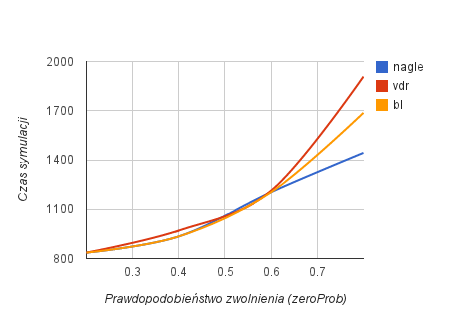 2000
1700
1400
1100
800
Czas symulacji
0.3 0.4 0.5 0.6 0.7
Prawdopodobieństwo zwolnienia (zeroProb)
nagle
vdr
bl